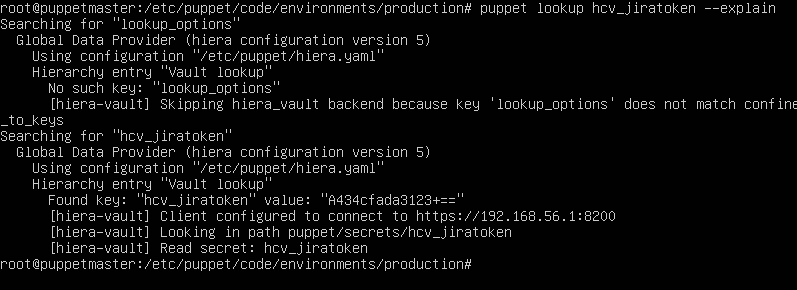 root@puppetmaster:/etc/puppet/code/environments/production# puppet lookup hcv_jiratoken --explain
Searching for "lookup_options"
  Global Data Provider (hiera configuration version 5)
    Using configuration "/etc/puppet/hiera.yaml"
    Hierarchy entry "Vault lookup"
      No such key: "lookup_options"
      [hiera-vault] Skipping hiera_vault backend because key 'lookup_options' does not match confine
_to_keys
Searching for "hcv_jiratoken"
  Global Data Provider (hiera configuration version 5)
    Using configuration "/etc/puppet/hiera.yaml"
    Hierarchy entry "Vault lookup"
      Found key: "hcv_jiratoken" value: "A434cfada3123+=="
      [hiera-vault] Client configured to connect to https://192.168.56.1:8200
      [hiera-vault] Looking in path puppet/secrets/hcv_jiratoken
      [hiera-vault] Read secret: hcv_jiratoken
root@puppetmaster:/etc/puppet/code/environments/production#